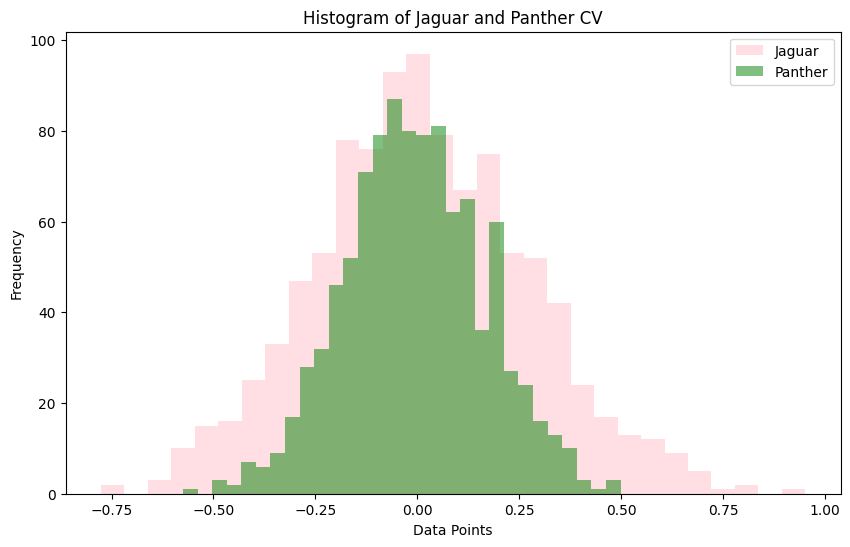 Histogram of Jaguar and Panther CV
Jaguar
Panther
100
80
60
40
20
0
Frequency
−0.75
−0.50
−0.25
0.00
0.25
0.50
0.75
1.00
Data Points